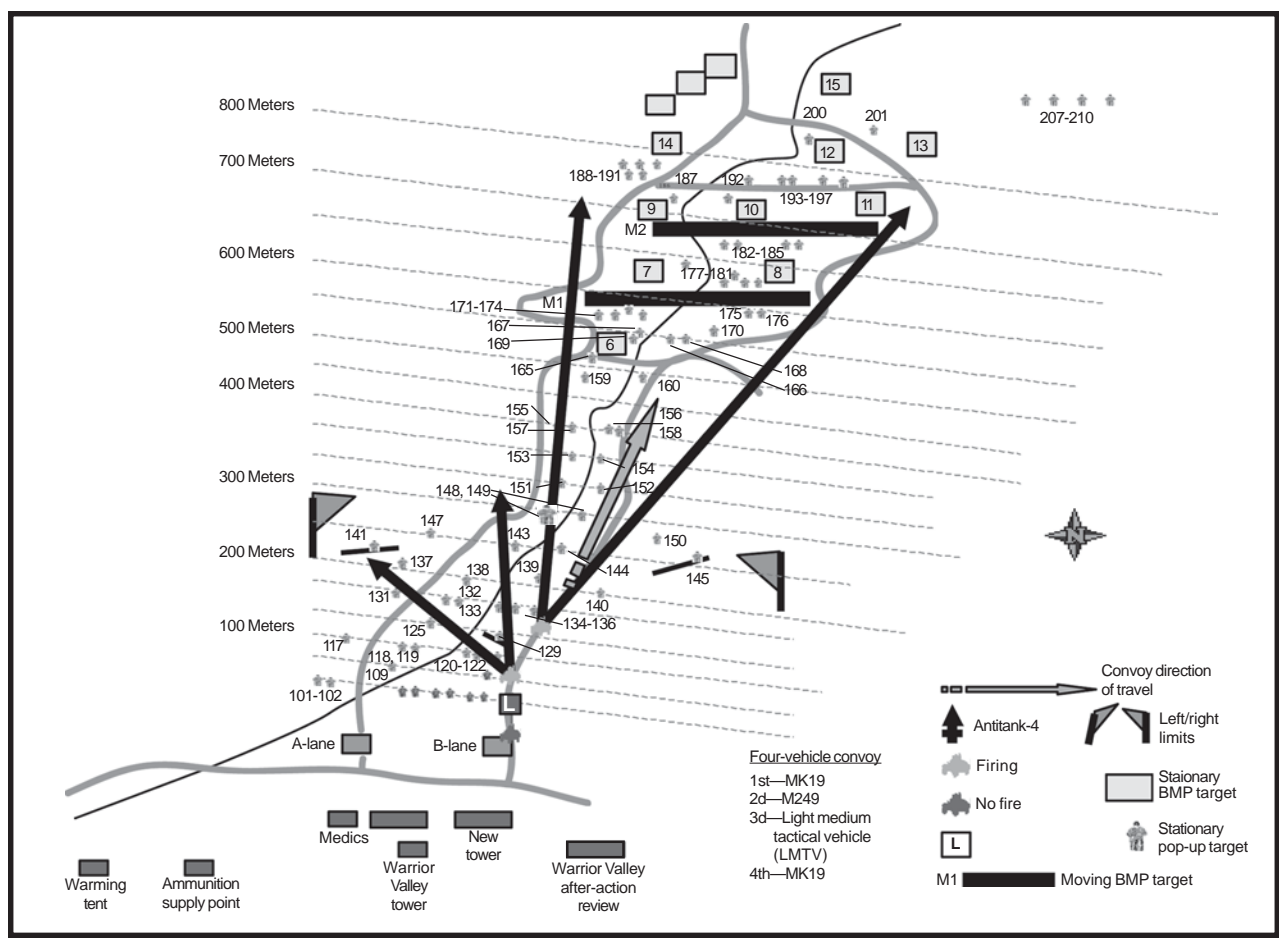 15
800 Meters
200
201
207-210
14
12
13
700 Meters
188-191
187
192
193-197
9
10
11
M2
600 Meters
182-185
7
177-181
8
M1
171-174
175
176
500 Meters
167
170
169
6
165
168
400 Meters
159
160
166
155
156
157
158
153
154
300 Meters
151
152
148, 149
147
141
143
150
200 Meters
137
138
139
144
145
131
132
140
133
134-136
100 Meters
125
117
129
118, 119
120-122
109
101-102
L
A-lane
B-lane
Convoy direction
of travel
Antitank-4
Left/right
limits
Firing
No fire
Staionary
BMP target
L
Stationary
pop-up target
M1
Moving BMP target
Four-vehicle convoy
1st—MK19
2d—M249
3d—Light medium
tactical vehicle
(LMTV)
4th—MK19
Medics
New
tower
Warrior
Valley
tower
Warrior Valley
after-action
review
Warming
tent
Ammunition
supply point